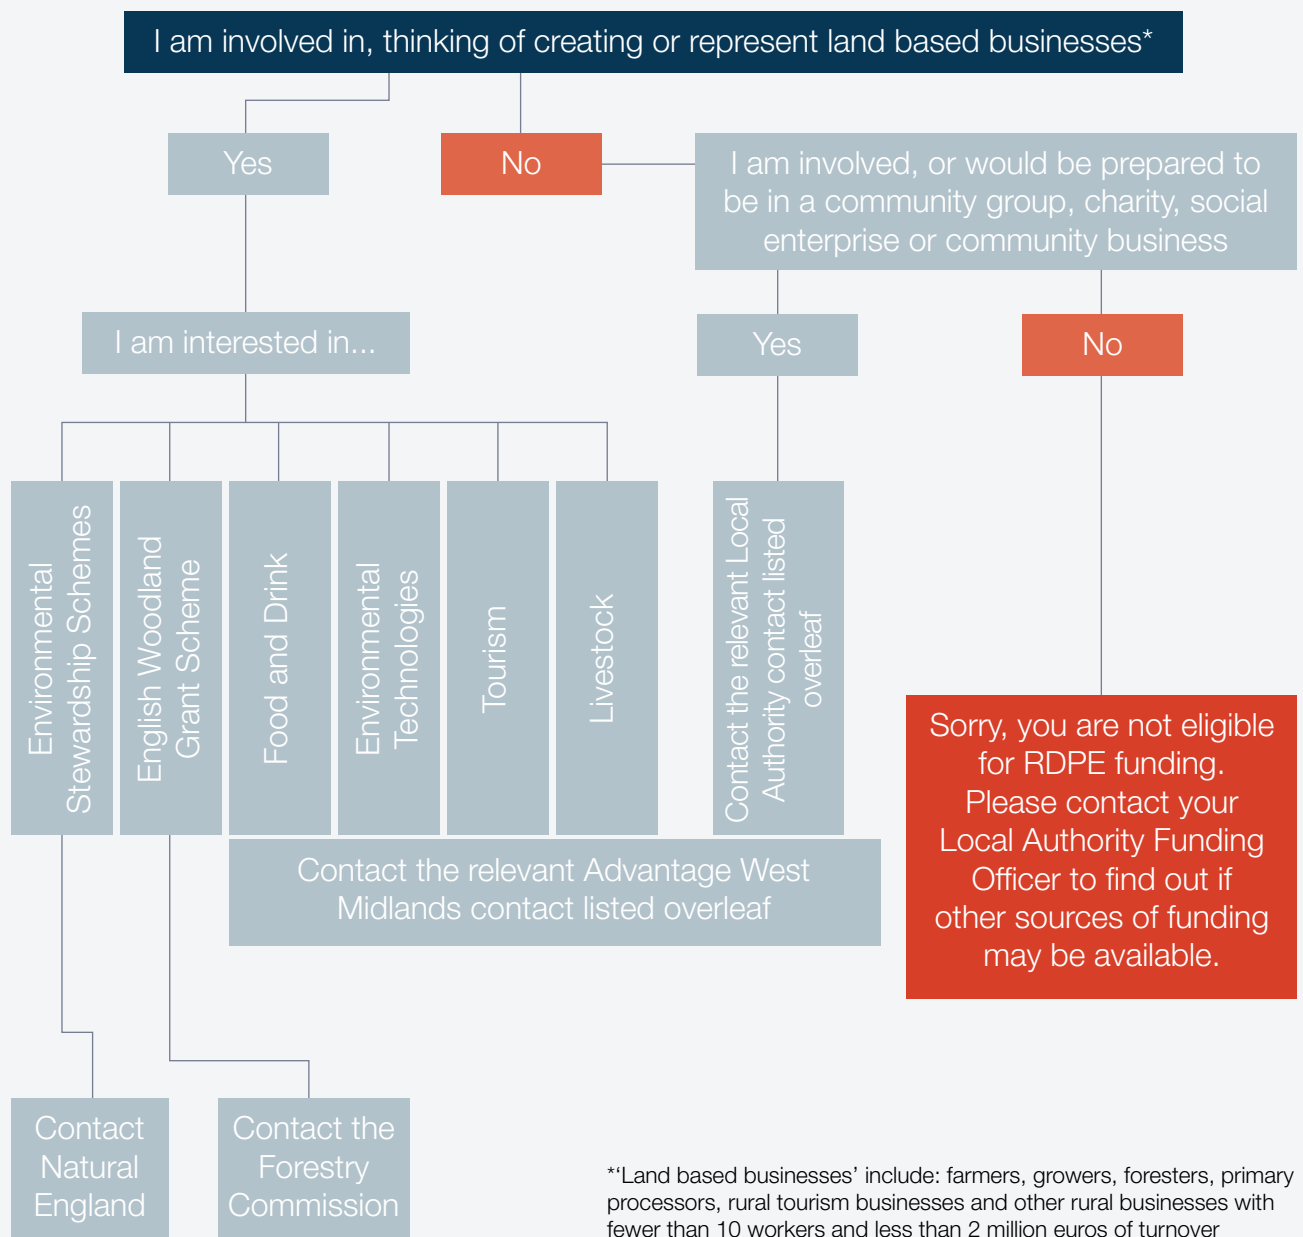 I am involved in, thinking of creating or represent land based businesses*
Yes
No
I am involved, or would be prepared to
be in a community group, charity, social
enterprise or community business
I am interested in...
Yes
No
Environmental
Stewardship Schemes
English Woodland
Grant Scheme
Food and Drink
Environmental
Technologies
Tourism
Livestock
Contact the relevant Local
Authority contact listed
overleaf
Sorry, you are not eligible
for RDPE funding.
Please contact your
Local Authority Funding
Officer to find out if
other sources of funding
may be available.
Contact the relevant Advantage West
Midlands contact listed overleaf
Contact
Natural
England
Contact the
Forestry
Commission
*‘Land based businesses’ include: farmers, growers, foresters, primary
processors, rural tourism businesses and other rural businesses with
fewer than 10 workers and less than 2 million euros of turnover